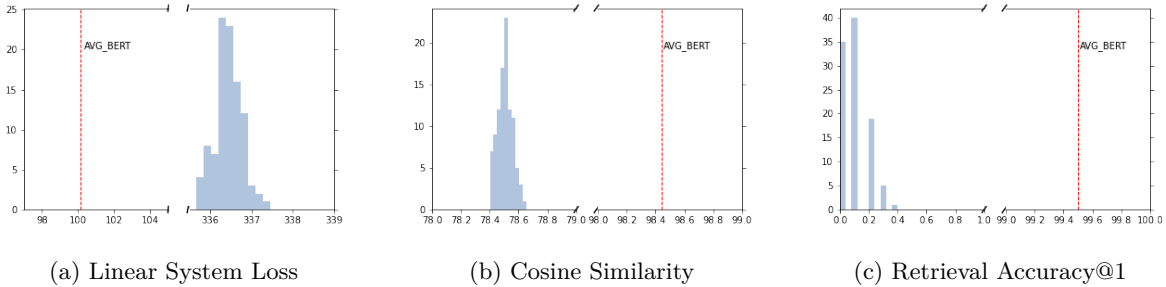 25
20
15
10
5
0
AVG_BERT
98 100 102 104 336 337 338 339
20
15
10
5
0
AVG_BERT
78.0 78.2 78.4 78.6 78.8 79.0 98.0 98.2 98.4 98.6 98.8 99.0
40
35
30
25
20
15
10
5
0
AVG_BERT
0.0 0.2 0.4 0.6 0.8 1.0 99.0 99.2 99.4 99.6 99.8 100.0
(a) Linear System Loss
(b) Cosine Similarity
(c) Retrieval Accuracy@1